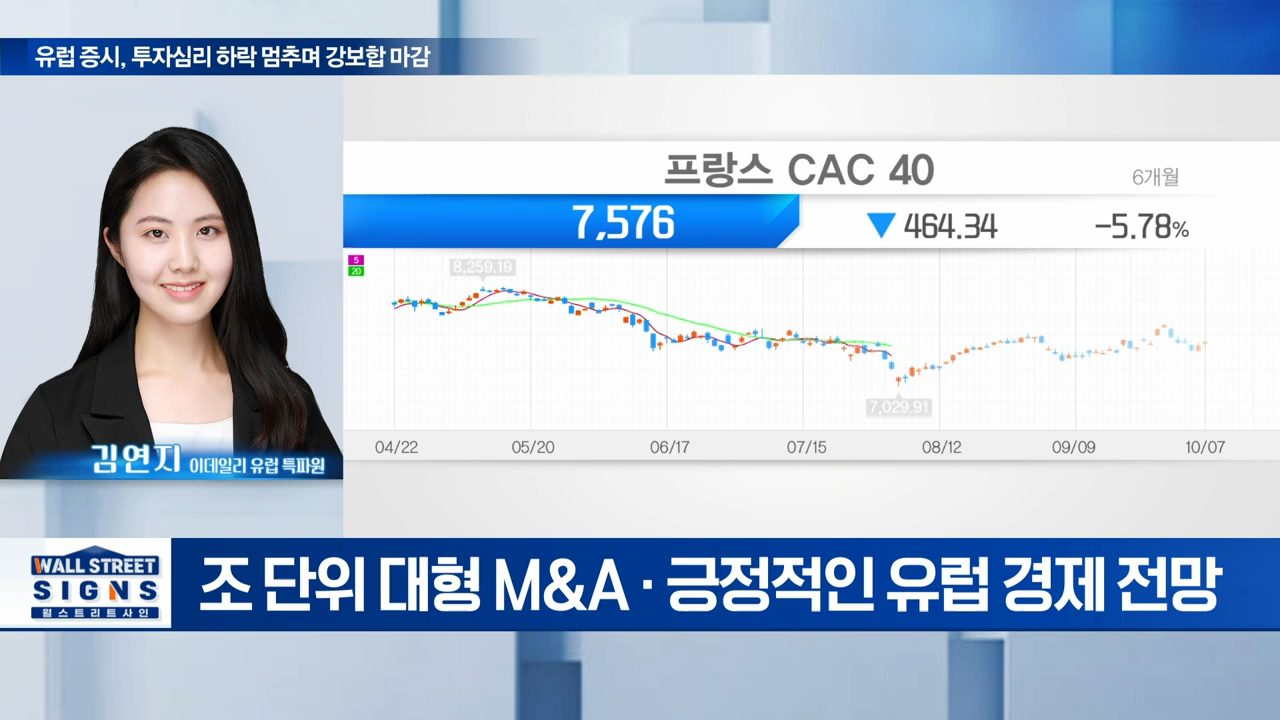 유럽 증시, 투자심리 하락 멈추며 강보합 마감
프랑스 CAC 40
6개월
7,576 ▼ 464.34 -5.78%
5
20
8,259.19
7,029.91
04/22 05/20 06/17 07/15 08/12 09/09 10/07
김연지 이데일리 유럽 특파원
WALL STREET
SIGNS
월스트리트사인
조 단위 대형 M&A · 긍정적인 유럽 경제 전망